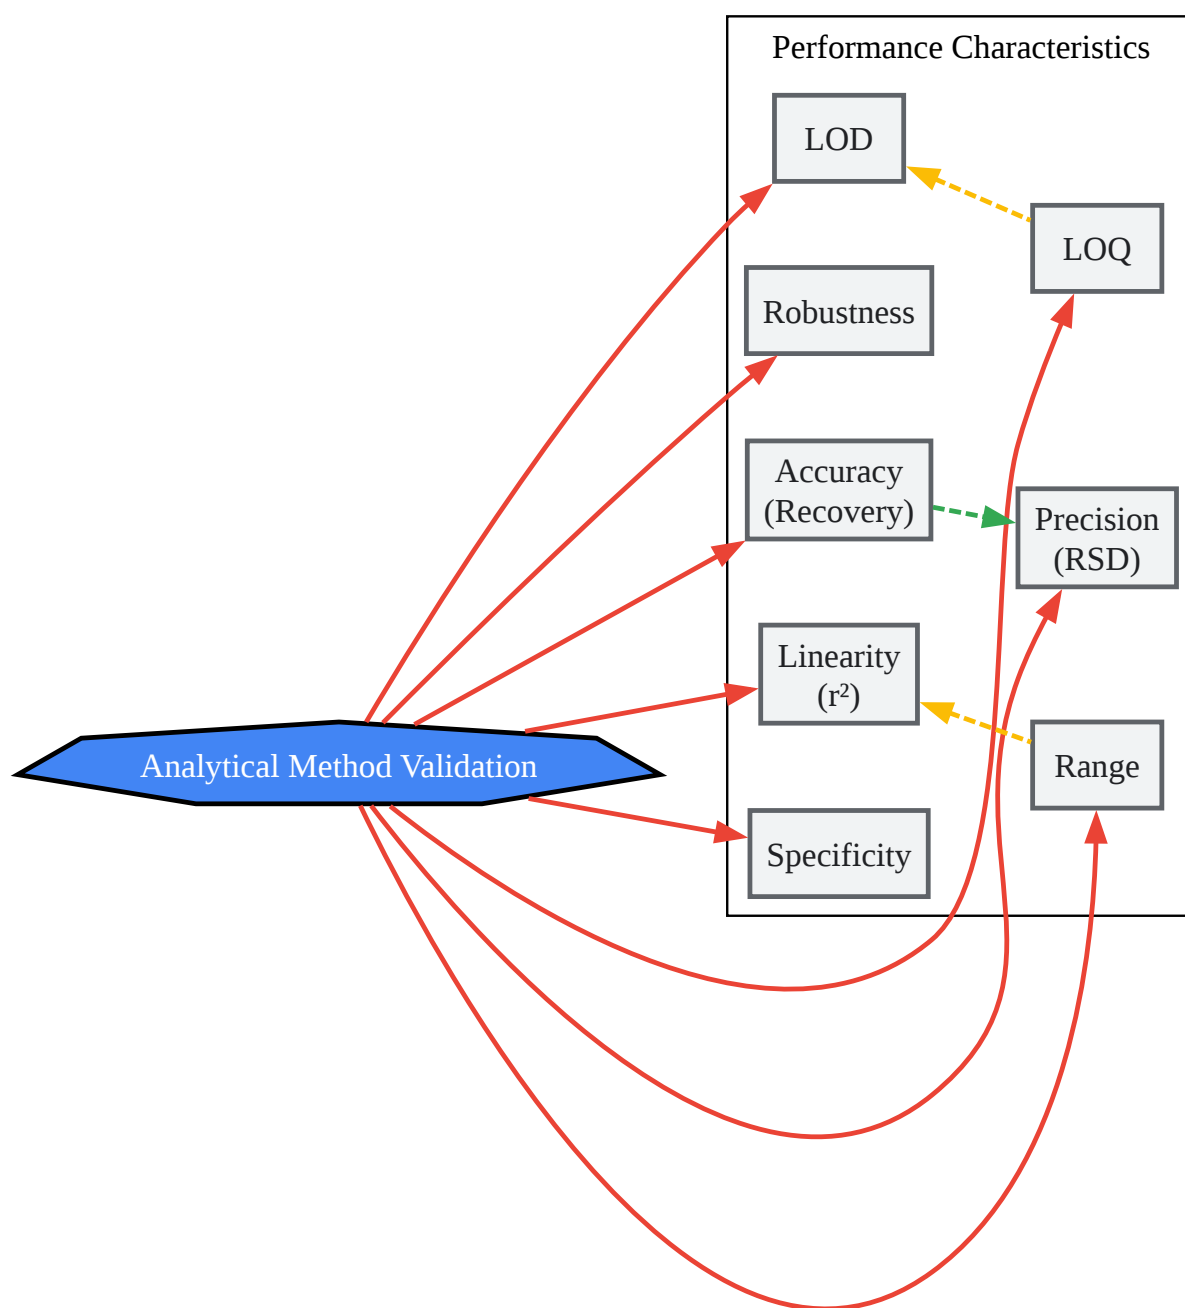 Performance Characteristics
LOD
LOQ
Robustness
Accuracy
(Recovery)
Precision
(RSD)
Linearity
(r²)
Analytical Method Validation
Range
Specificity